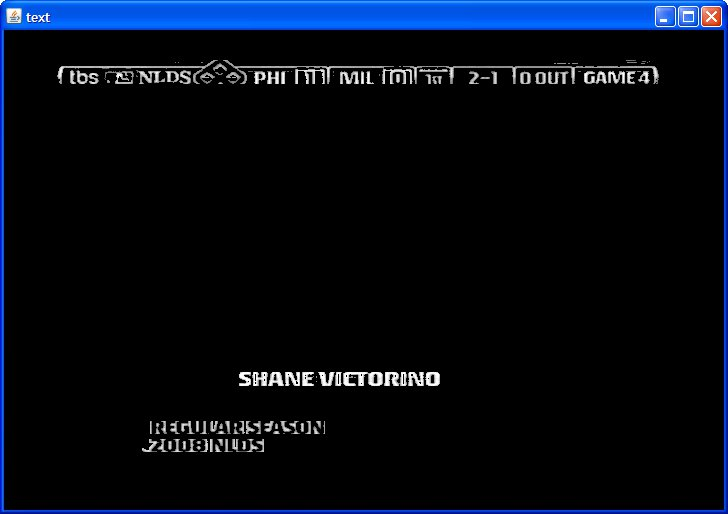 text
tbs NLDS PHI 1 MIL 0 1ST 2-1 0 OUT GAME 4
SHANE VICTORINO
REGULAR SEASON
2008 NLDS